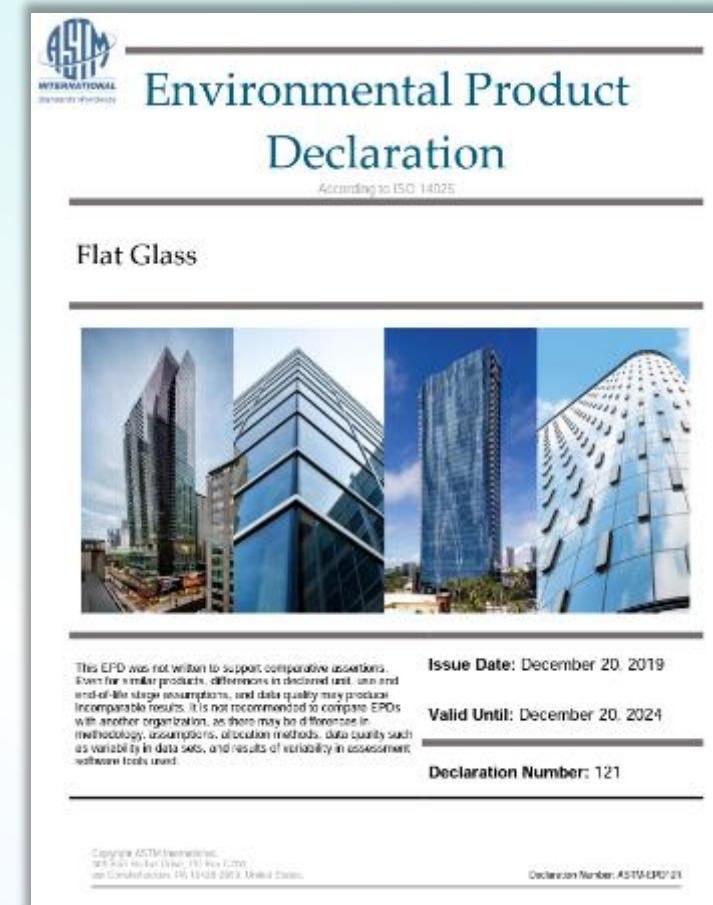 ASTM
INTERNATIONAL
Standards Worldwide
Environmental Product
Declaration
According to ISO 14025
Flat Glass
This EPD was not written to support comparative assertions.
Even for similar products, differences in declared unit, use and
end-of-life stage assumptions, and data quality may produce
incomparable results. It is not recommended to compare EPDs
with another organization, as there may be differences in
methodology, assumptions, allocation methods, data quality such
as variability in data sets, and results of variability in assessment
software tools used.
Issue Date: December 20, 2019
Valid Until: December 20, 2024
Declaration Number: 121
Copyright ASTM International,
United States.
Declaration Number: ASTM-EPD121